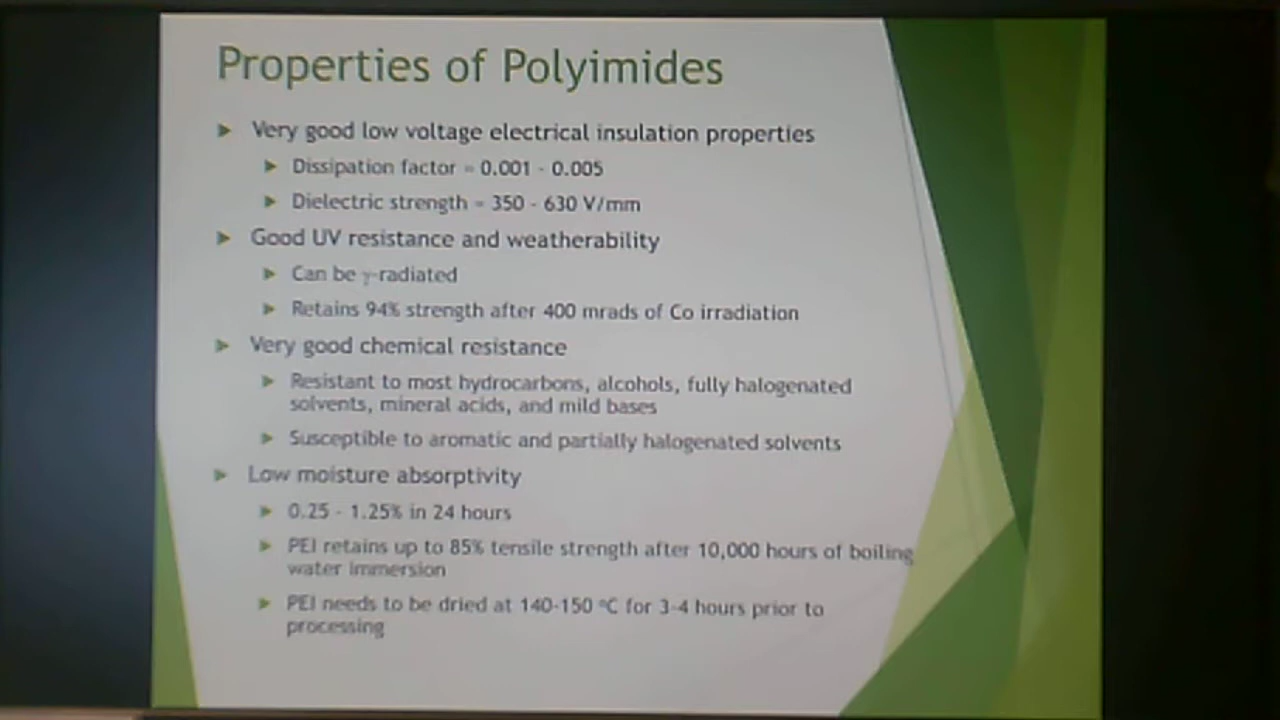 Properties of Polyimides
Very good low voltage electrical insulation properties
Dissipation factor = 0.001 - 0.005
Dielectric strength = 350 - 630 V/mm
Good UV resistance and weatherability
Can be γ-radiated
Retains 94% strength after 400 mrads of Co irradiation
Very good chemical resistance
Resistant to most hydrocarbons, alcohols, fully halogenated
solvents, mineral acids, and mild bases
Susceptible to aromatic and partially halogenated solvents
Low moisture absorptivity
0.25 - 1.25% in 24 hours
PEI retains up to 85% tensile strength after 10,000 hours of boiling
water immersion
PEI needs to be dried at 140-150 ºC for 3-4 hours prior to
processing